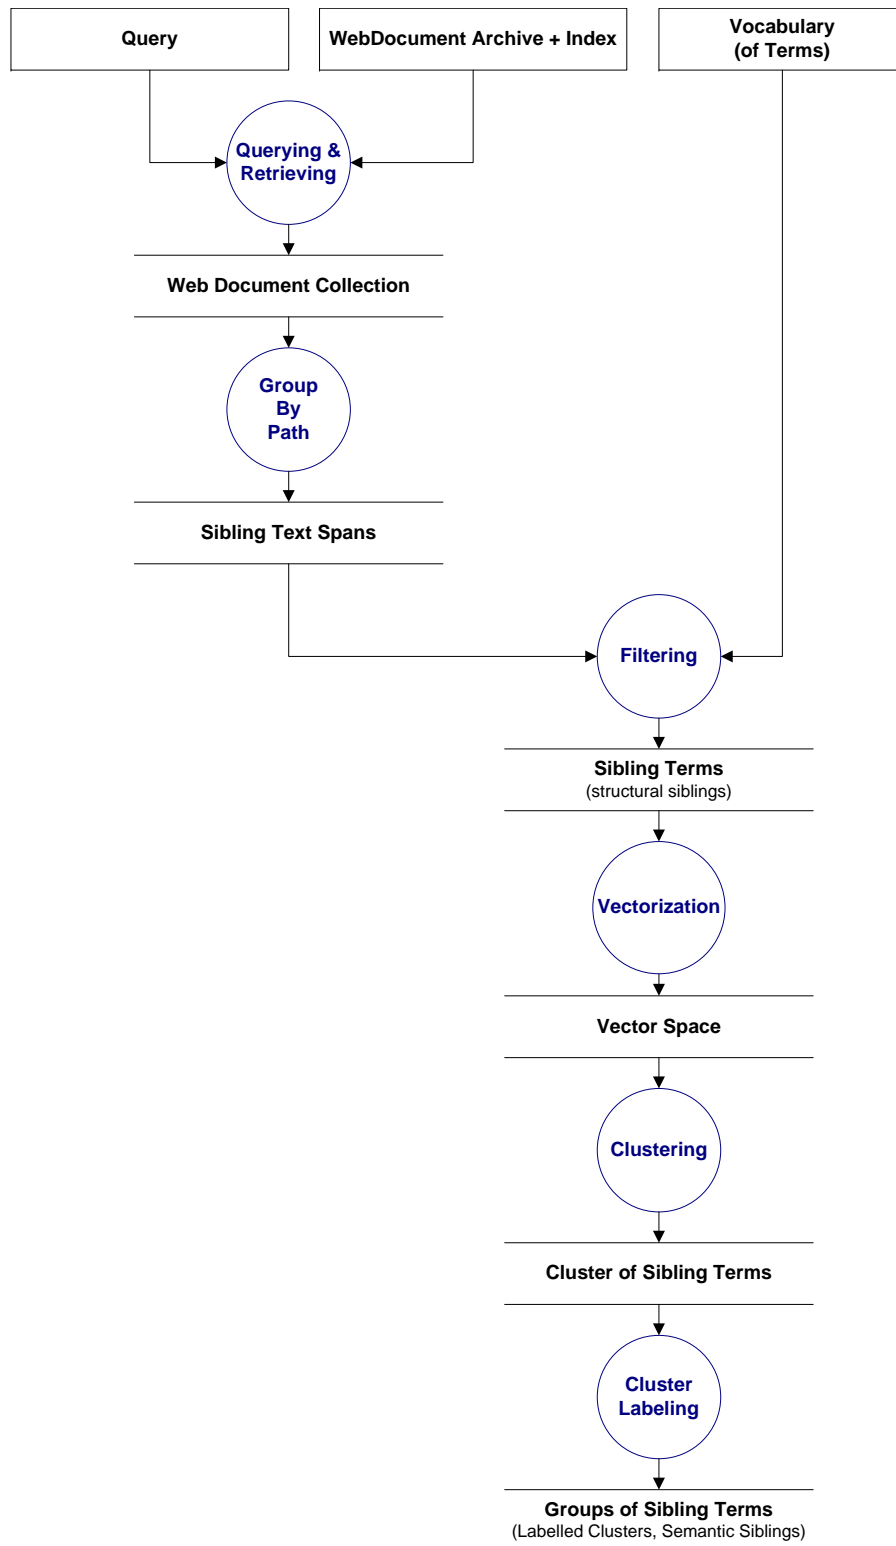 Query
WebDocument Archive + Index
Vocabulary
(of Terms)
Querying &
Retrieving
Web Document Collection
Group
By
Path
Sibling Text Spans
Filtering
Sibling Terms
(structural siblings)
Vectorization
Vector Space
Clustering
Cluster of Sibling Terms
Cluster
Labeling
Groups of Sibling Terms
(Labelled Clusters, Semantic Siblings)